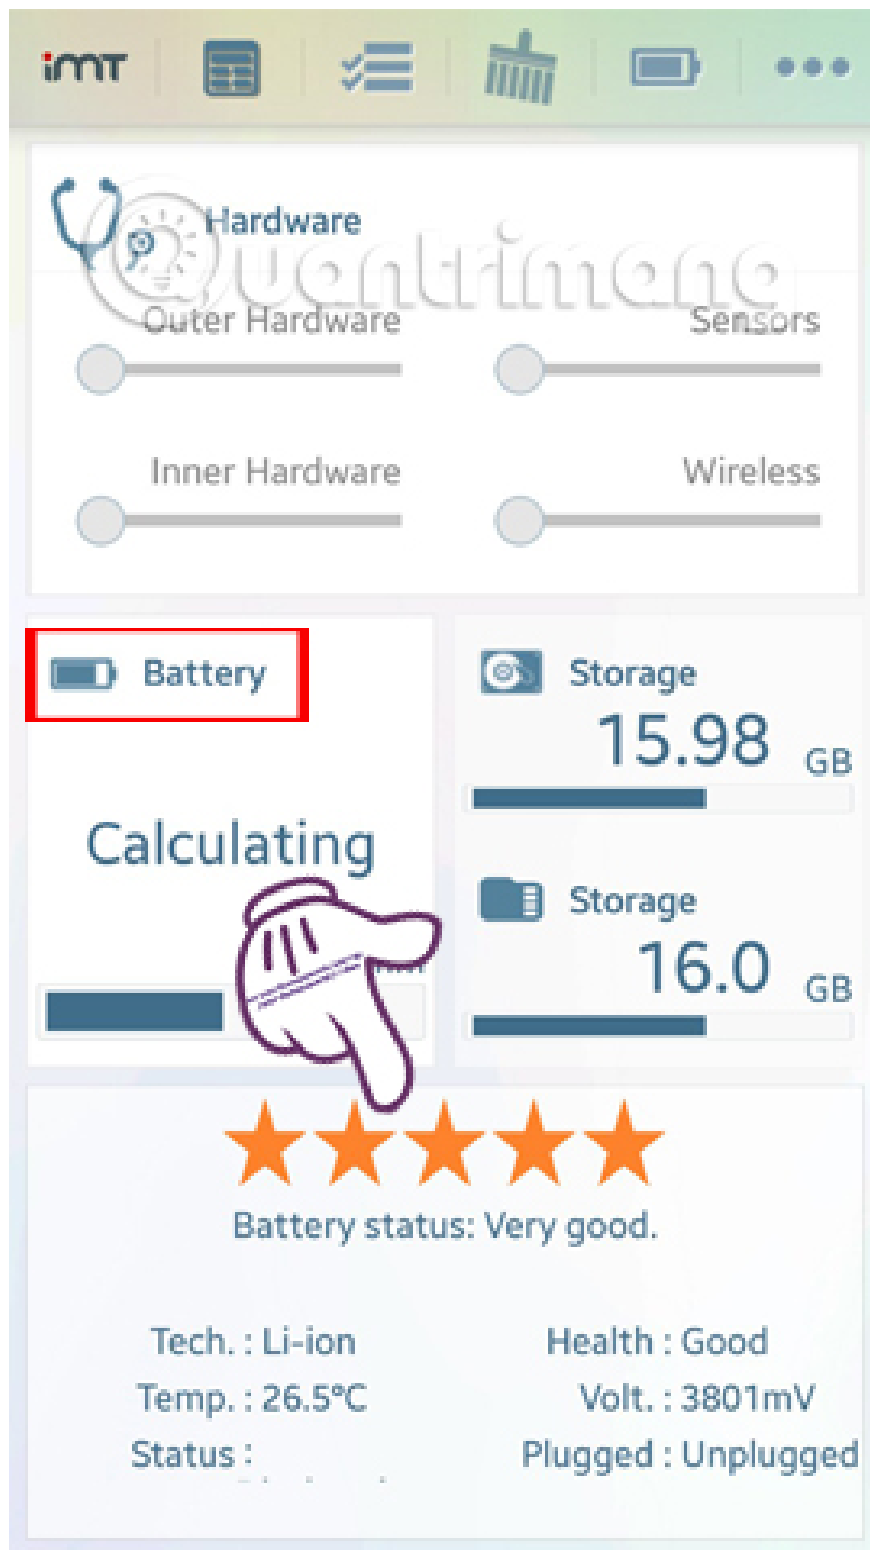 imt
Hardware
Quantrimang
Outer Hardware
Sensors
Inner Hardware
Wireless
Battery
Calculating
Storage
15.98 GB
Storage
16.0 GB
Battery status: Very good.
Tech. : Li-ion
Health : Good
Temp. : 26.5°C
Volt. : 3801mV
Status :
Plugged : Unplugged